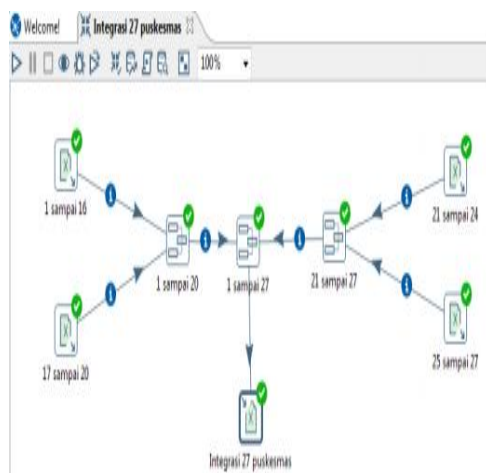 Welcome!
Integrasi 27 puskesmas
100%
1 sampai 16
21 sampai 24
1 sampai 20
1 sampai 27
21 sampai 27
17 sampai 20
25 sampai 27
Integrasi 27 puskesmas